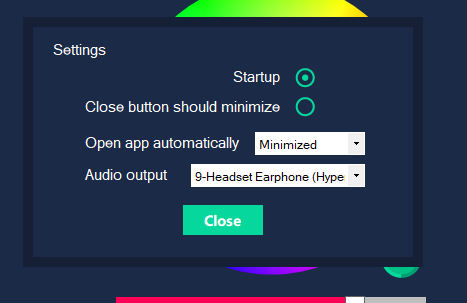 Settings
Startup
Close button should minimize
Open app automatically Minimized
Audio output 9-Headset Earphone (Hype
Close